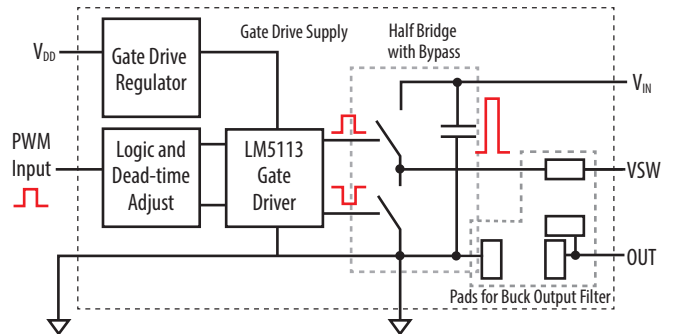 Gate Drive Supply
Half Bridge
with Bypass
VDD
Gate Drive
Regulator
VIN
PWM
Input
Logic and
Dead-time
Adjust
LM5113
Gate
Driver
VSW
OUT
Pads for Buck Output Filter